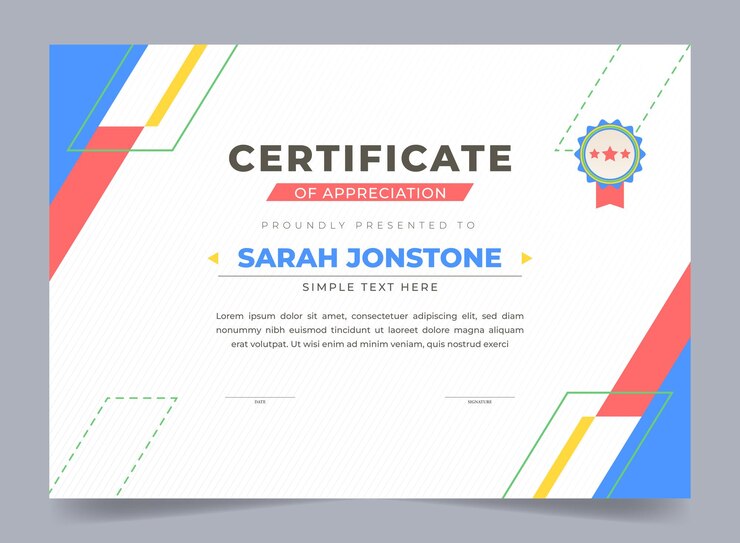 CERTIFICATE
OF APPRECIATION
PROUNDLY PRESENTED TO
SARAH JONSTONE
SIMPLE TEXT HERE
Lorem ipsum dolor sit amet, consectetuer adipiscing elit, sed diam
nonummy nibh euismod tincidunt ut laoreet dolore magna aliquam
erat volutpat. Ut wisi enim ad minim veniam, quis nostrud exerci
DATE
SIGNATURE